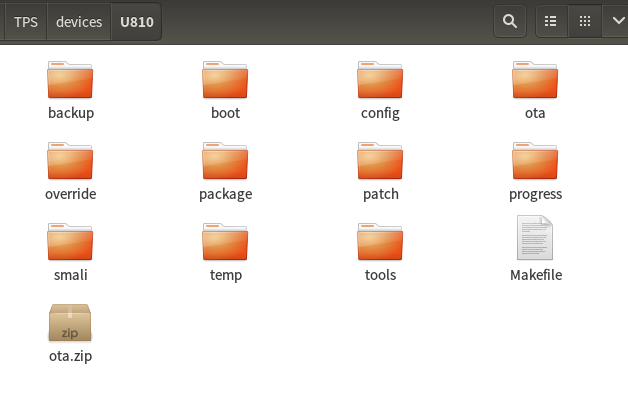 TPS devices U810
backup boot config ota
override package patch progress
smali temp tools Makefile
zip
ota.zip